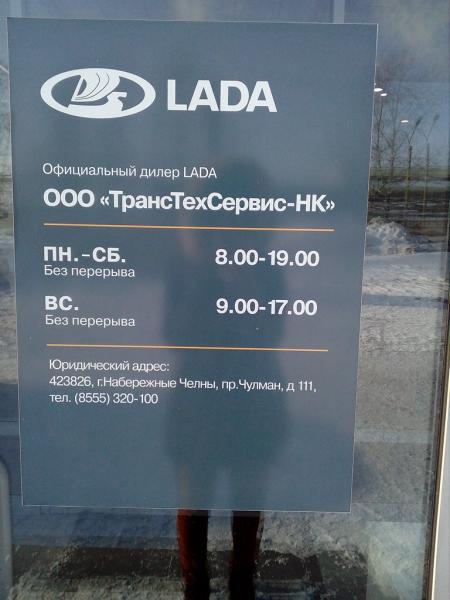 LADA
Официальный дилер LADA
ООО «ТрансТехСервис-НК»
ПН.-СБ. 8.00-19.00
Без перерыва
ВС. 9.00-17.00
Без перерыва
Юридический адрес:
423826, г.Набережные Челны, пр.Чулман, д 111,
тел. (8555) 320-100